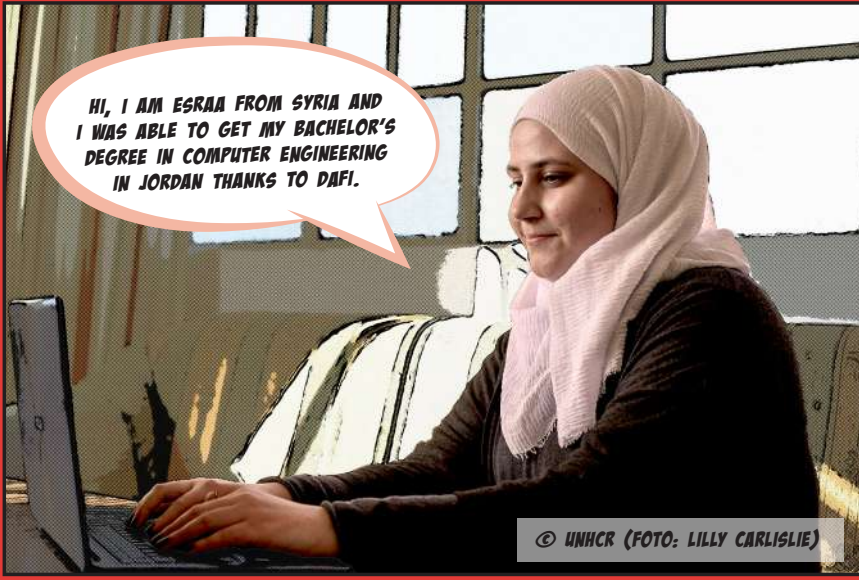 HI, I AM ESRAA FROM SYRIA AND
I WAS ABLE TO GET MY BACHELOR'S
DEGREE IN COMPUTER ENGINEERING
IN JORDAN THANKS TO DAFI.
© UNHCR (FOTO: LILLY CARLISLIE)